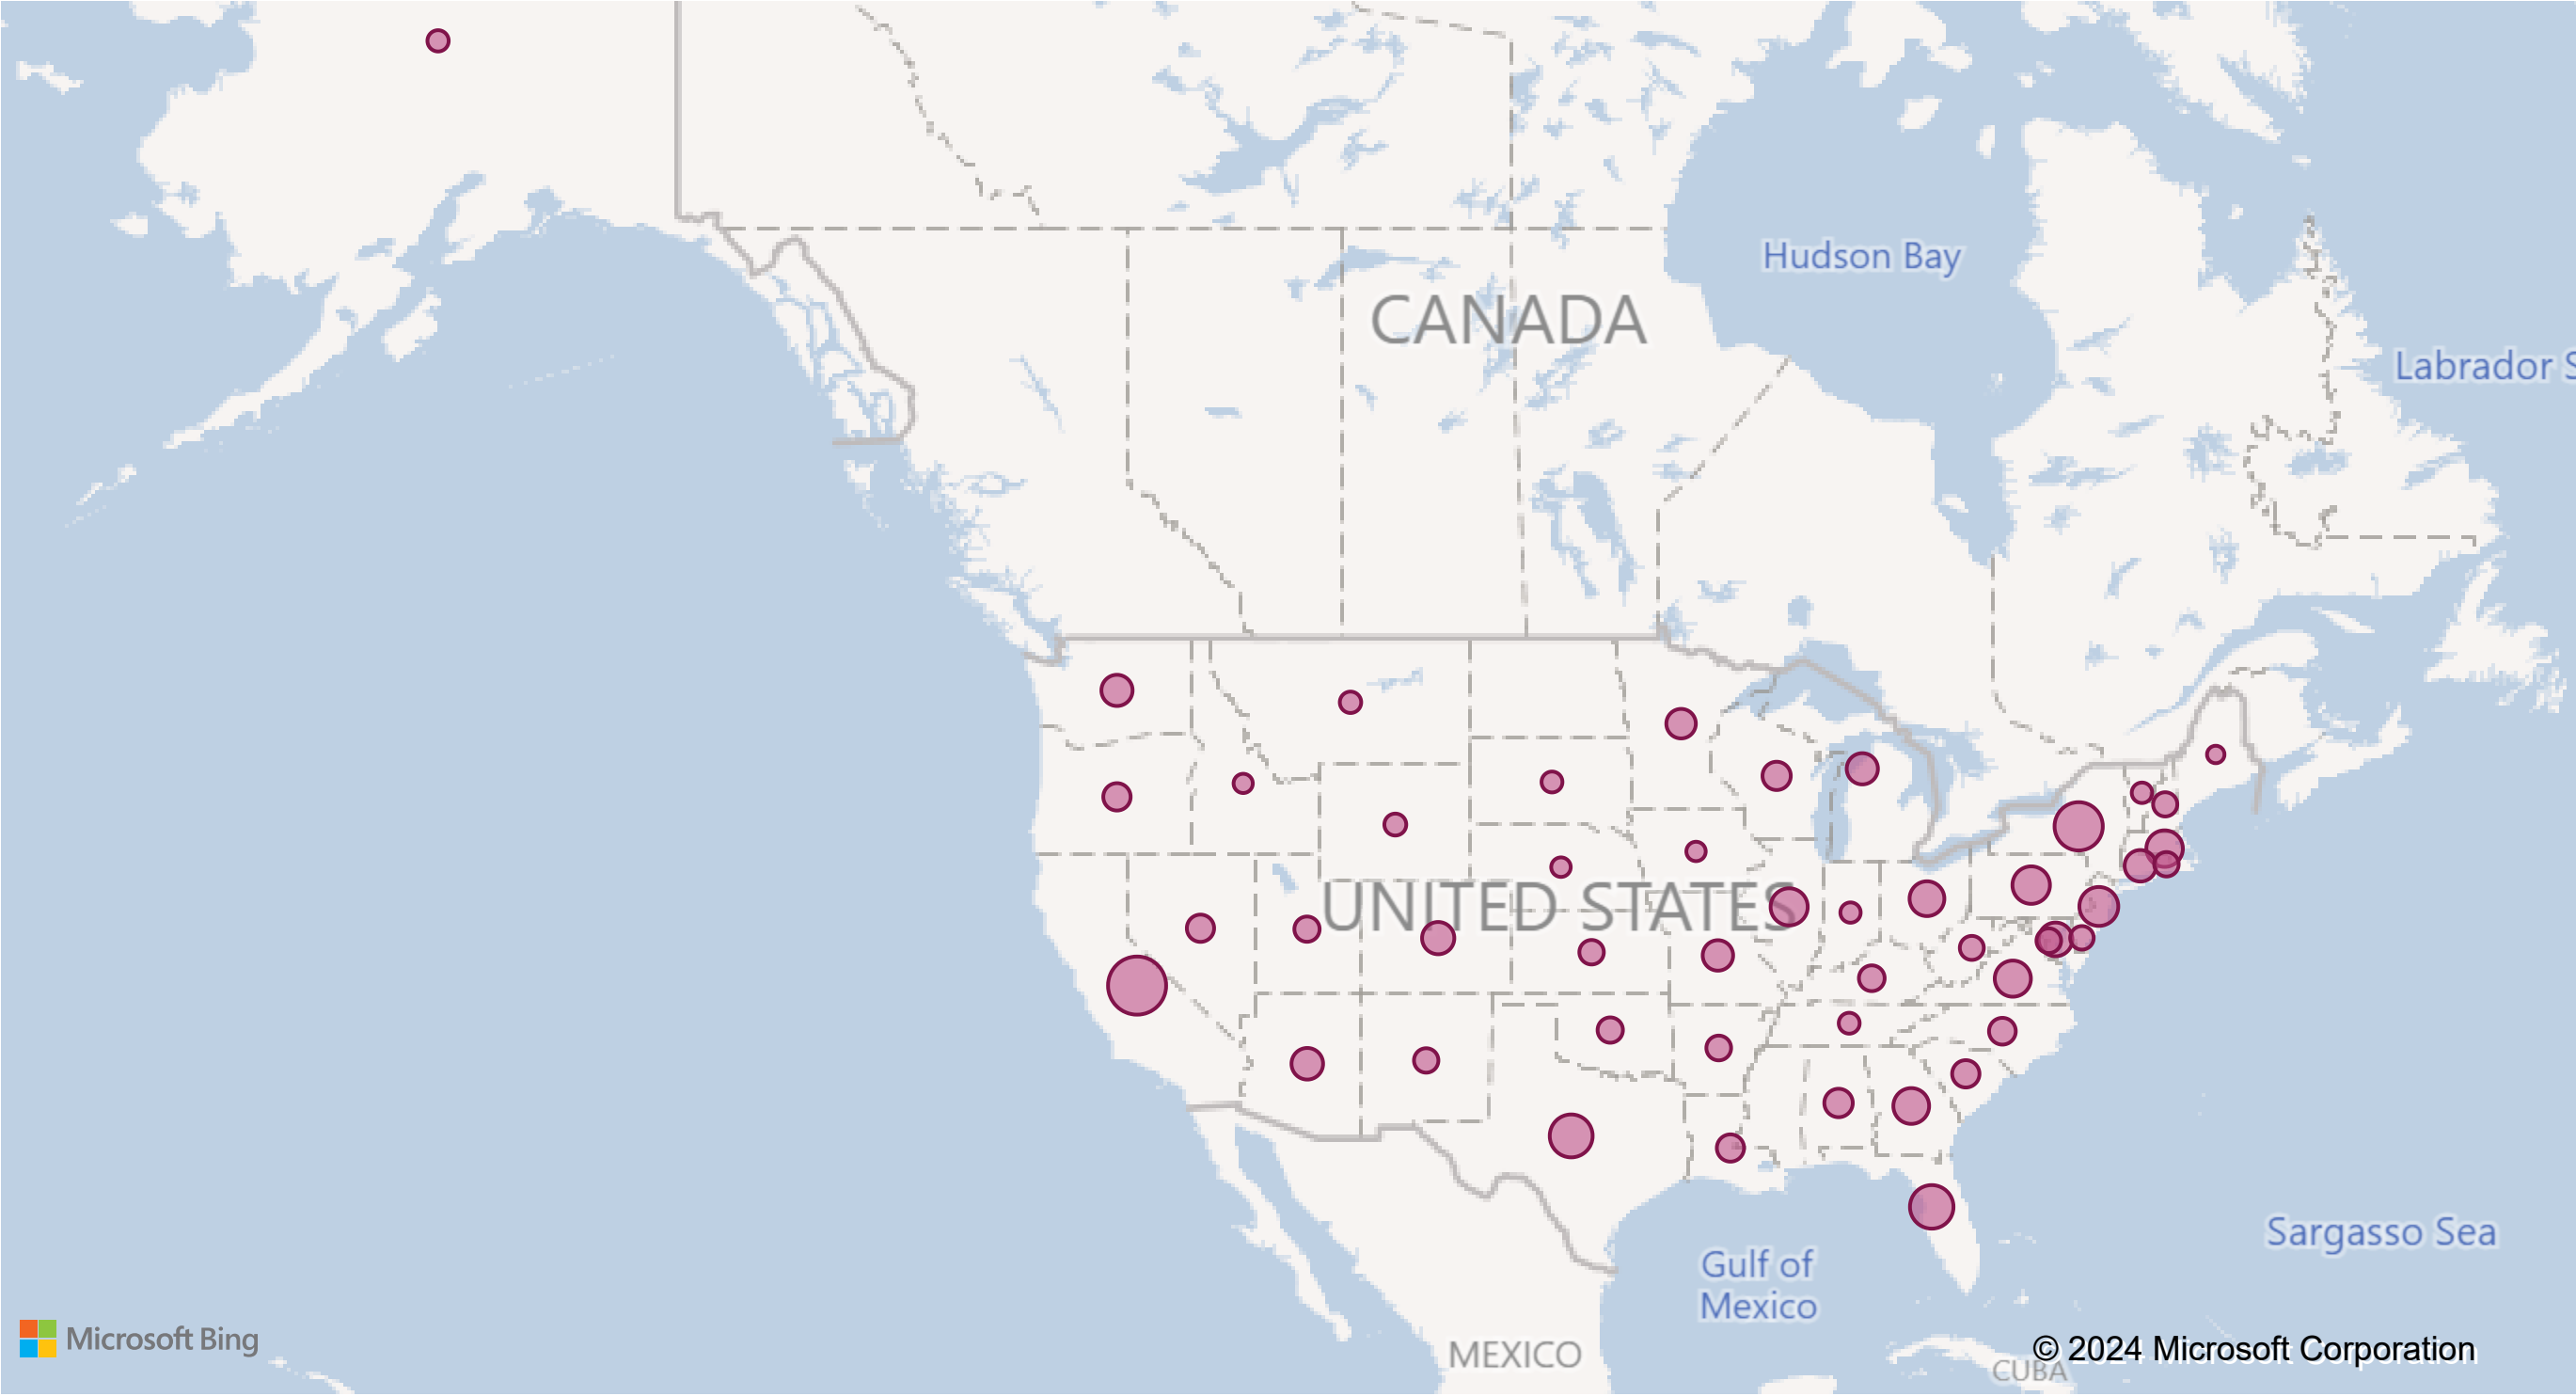 Hudson Bay
CANADA
Labrador S
UNITED STATES
Sargasso Sea
Gulf of
Mexico
Microsoft Bing
MEXICO
© 2024 Microsoft Corporation
CUBA